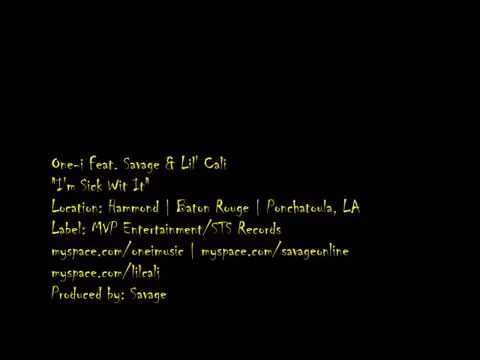 One-i Feat. Savage & Lil' Cali
"I'm Sick Wit It"
Location: Hammond | Baton Rouge | Ponchatoula, LA
Label: MVP Entertainment/STS Records
myspace.com/oneimusic | myspace.com/savageonline
myspace.com/lilcali
Produced by: Savage